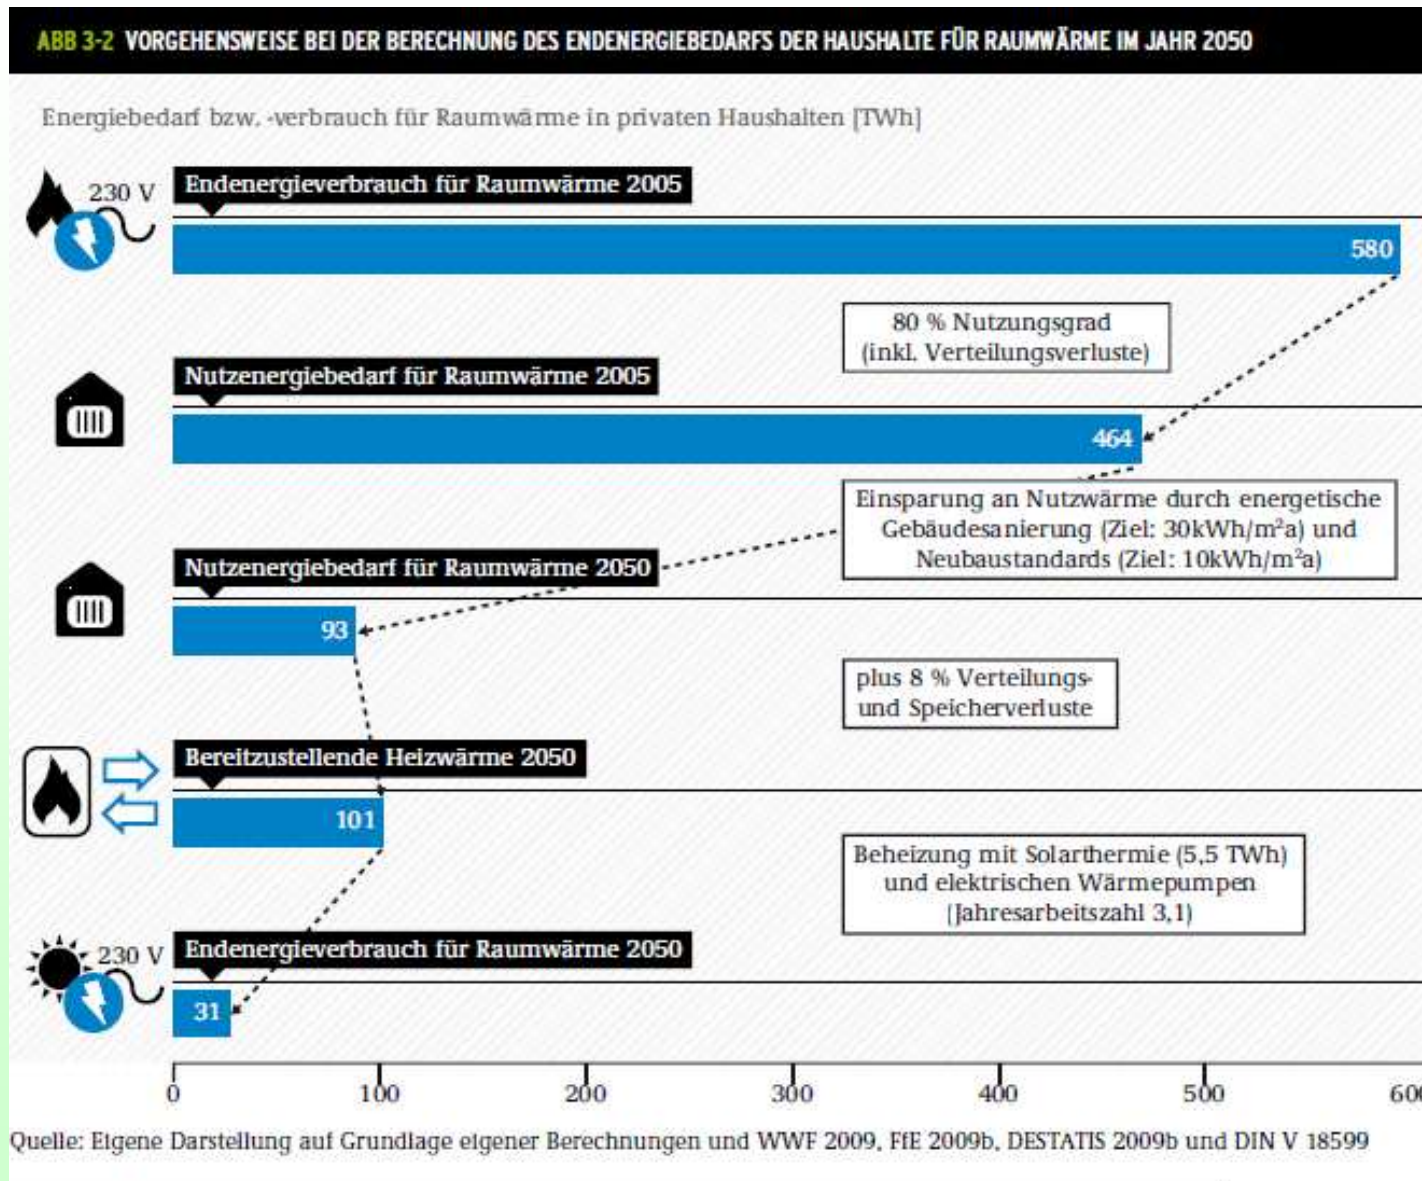 ABB 3-2 VORGEHENSWEISE BEI DER BERECHNUNG DES ENDENERGIEBEDARFS DER HAUSHALTE FÜR RAUMWÄRME IM JAHR 2050
Energiebedarf bzw. -verbrauch für Raumwärme in privaten Haushalten [TWh]
230 V
Endenergieverbrauch für Raumwärme 2005
580
80 % Nutzungsgrad
(inkl. Verteilungsverluste)
Nutzenergiebedarf für Raumwärme 2005
464
Einsparung an Nutzwärme durch energetische
Gebäudesanierung (Ziel: 30kWh/m²a) und
Neubaustandards (Ziel: 10kWh/m²a)
Nutzenergiebedarf für Raumwärme 2050
93
plus 8 % Verteilungs-
und Speicherverluste
Bereitzustellende Heizwärme 2050
101
Beheizung mit Solarthermie (5,5 TWh)
und elektrischen Wärmepumpen
(Jahresarbeitszahl 3,1)
230 V
Endenergieverbrauch für Raumwärme 2050
31
0 100 200 300 400 500
Quelle: Eigene Darstellung auf Grundlage eigener Berechnungen und WWF 2009, FfE 2009b, DESTATIS 2009b und DIN V 18599